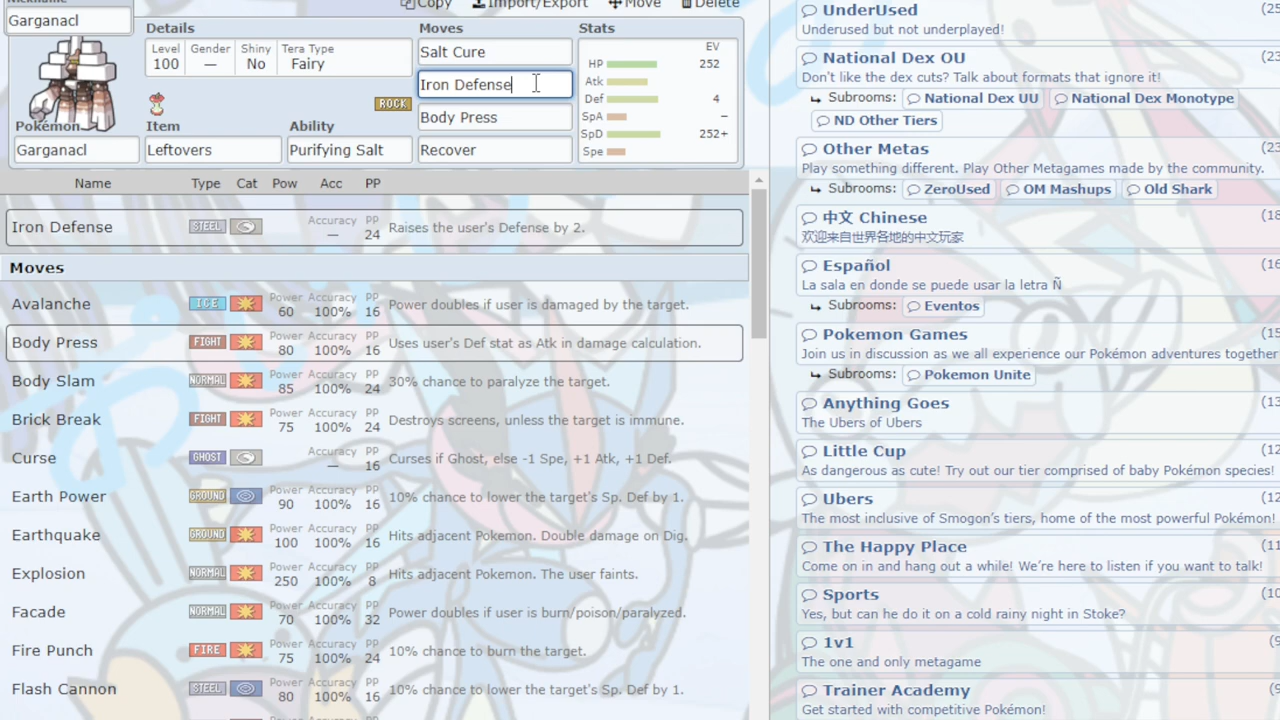 Nickname
Garganacl
Copy Import/Export Move Delete
Details
Level Gender Shiny Tera Type
100 — No Fairy
ROCK
Pokémon Item Ability
Garganacl Leftovers Purifying Salt
Moves
Salt Cure
Iron Defense
Body Press
Recover
Stats
EV
HP 252
Atk
Def 4
SpA –
SpD 252+
Spe
Name Type Cat Pow Acc PP
Iron Defense STEEL Accuracy — PP 24 Raises the user's Defense by 2.
Moves
Avalanche ICE Power 60 Accuracy 100% PP 16 Power doubles if user is damaged by the target.
Body Press FIGHT Power 80 Accuracy 100% PP 16 Uses user's Def stat as Atk in damage calculation.
Body Slam NORMAL Power 85 Accuracy 100% PP 24 30% chance to paralyze the target.
Brick Break FIGHT Power 75 Accuracy 100% PP 24 Destroys screens, unless the target is immune.
Curse GHOST Accuracy — PP 16 Curses if Ghost, else -1 Spe, +1 Atk, +1 Def.
Earth Power GROUND Power 90 Accuracy 100% PP 16 10% chance to lower the target's Sp. Def by 1.
Earthquake GROUND Power 100 Accuracy 100% PP 16 Hits adjacent Pokemon. Double damage on Dig.
Explosion NORMAL Power 250 Accuracy 100% PP 8 Hits adjacent Pokemon. The user faints.
Facade NORMAL Power 70 Accuracy 100% PP 32 Power doubles if user is burn/poison/paralyzed.
Fire Punch FIRE Power 75 Accuracy 100% PP 24 10% chance to burn the target.
Flash Cannon STEEL Power 80 Accuracy 100% PP 16 10% chance to lower the target's Sp. Def by 1.
UnderUsed (25
Underused but not underplayed!
National Dex OU (23
Don't like the dex cuts? Talk about formats that ignore it!
Subrooms: National Dex UU National Dex Monotype
ND Other Tiers
Other Metas (23
Play something different. Play Other Metagames made by the community.
Subrooms: ZeroUsed OM Mashups Old Shark
中文 Chinese (18
欢迎来自世界各地的中文玩家
Español (16
La sala en donde se puede usar la letra Ñ
Subrooms: Eventos
Pokemon Games (15
Join us in discussion as we all experience our Pokémon adventures together
Subrooms: Pokemon Unite
Anything Goes (13
The Ubers of Ubers
Little Cup (12
As dangerous as cute! Try out our tier comprised of baby Pokémon species!
Ubers (12
The most inclusive of Smogon's tiers, home of the most powerful Pokémon!
The Happy Place (11
Come on in and hang out a while! We're here to listen if you want to talk!
Sports (10
Yes, but can he do it on a cold rainy night in Stoke?
1v1 (9
The one and only metagame
Trainer Academy (9
Get started with competitive Pokémon!